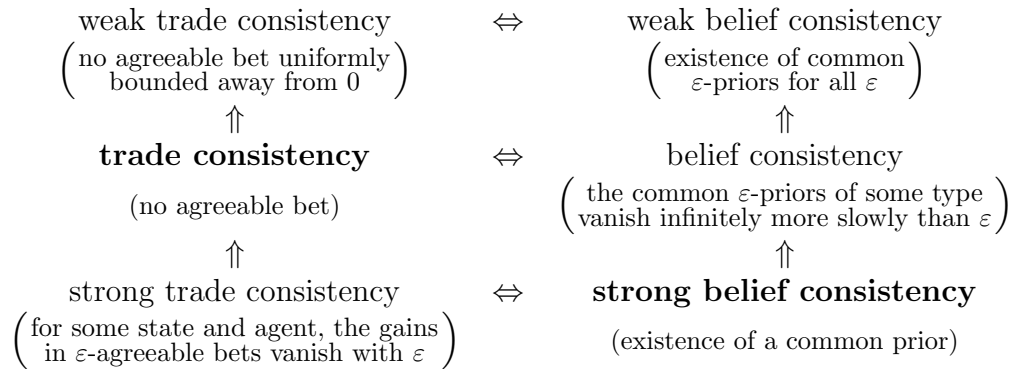 weak trade consistency ⇔ weak belief consistency
(no agreeable bet uniformly (existence of common
bounded away from 0) ε-priors for all ε)
⇑ ⇑
trade consistency ⇔ belief consistency
(no agreeable bet) (the common ε-priors of some type
vanish infinitely more slowly than ε)
⇑ ⇑
strong trade consistency ⇔ strong belief consistency
(for some state and agent, the gains
in ε-agreeable bets vanish with ε) (existence of a common prior)